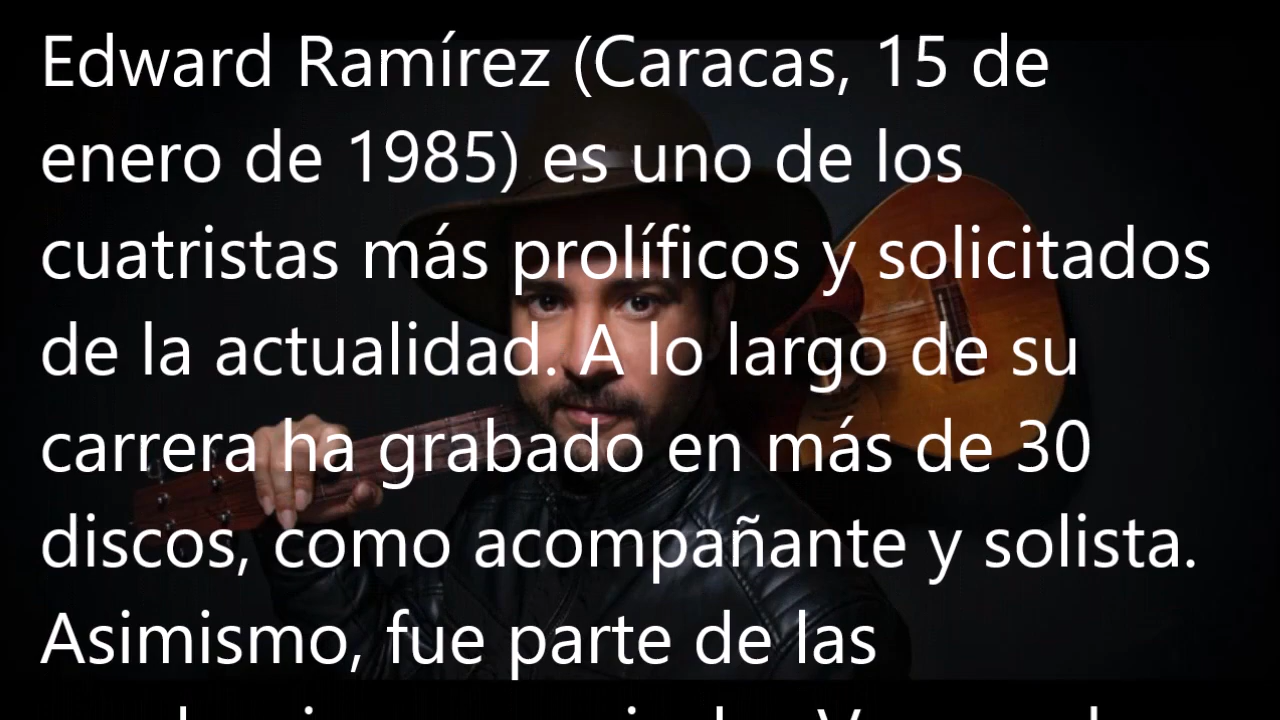 Edward Ramírez (Caracas, 15 de
enero de 1985) es uno de los
cuatristas más prolíficos y solicitados
de la actualidad. A lo largo de su
carrera ha grabado en más de 30
discos, como acompañante y solista.
Asimismo, fue parte de las